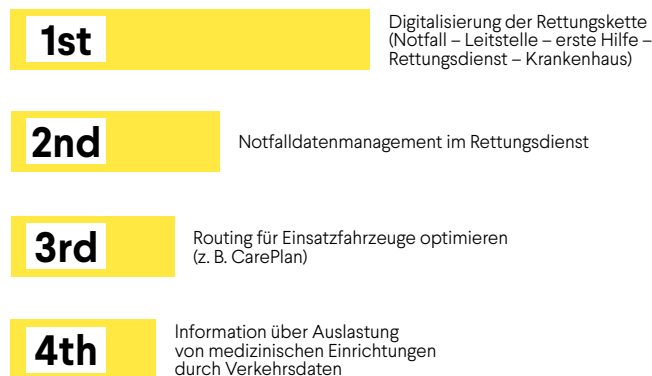 1st
Digitalisierung der Rettungskette
(Notfall – Leitstelle – erste Hilfe –
Rettungsdienst – Krankenhaus)
2nd
Notfalldatenmanagement im Rettungsdienst
3rd
Routing für Einsatzfahrzeuge optimieren
(z. B. CarePlan)
4th
Information über Auslastung
von medizinischen Einrichtungen
durch Verkehrsdaten